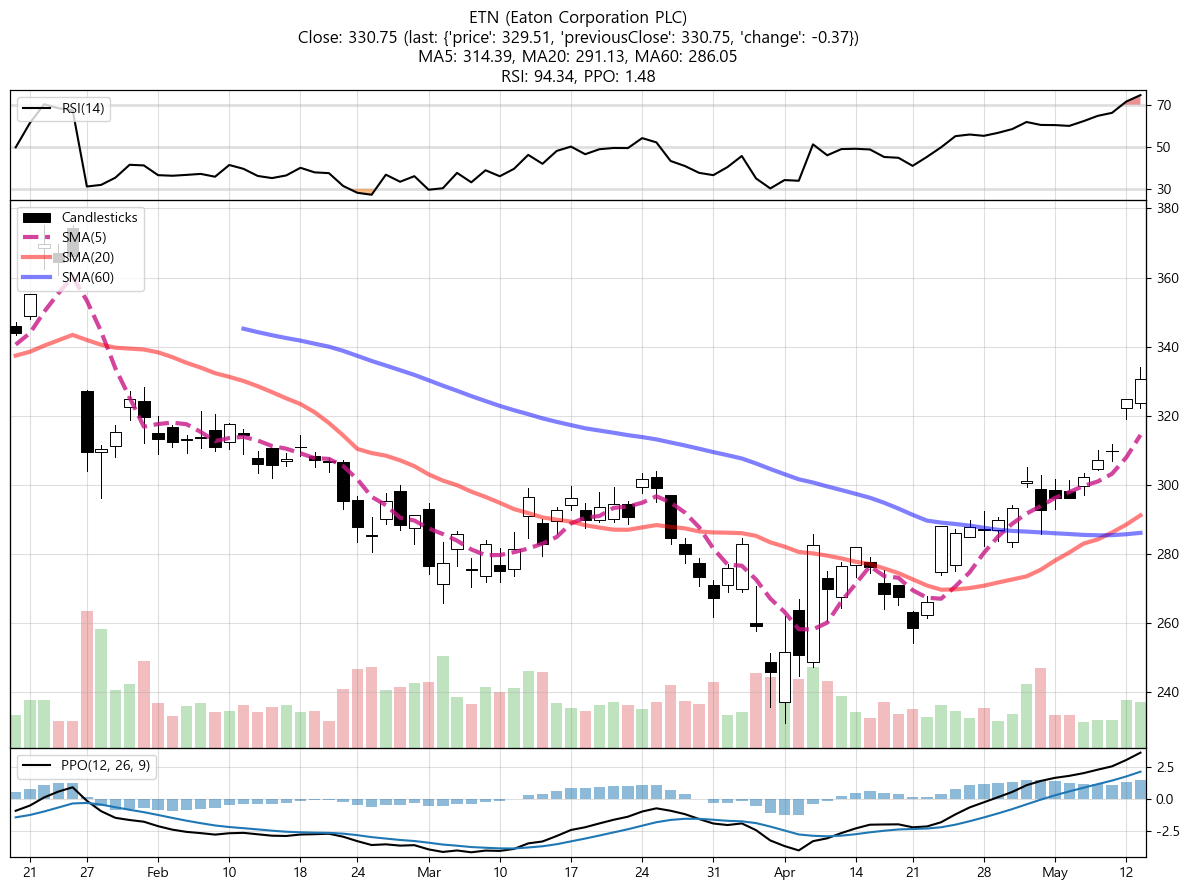 ETN (Eaton Corporation PLC)
Close: 330.75 (last: {'price': 329.51, 'previousClose': 330.75, 'change': -0.37})
MA5: 314.39, MA20: 291.13, MA60: 286.05
RSI: 94.34, PPO: 1.48
RSI(14)
70
50
30
Candlesticks
SMA(5)
SMA(20)
SMA(60)
380
360
340
320
300
280
260
240
PPO(12, 26, 9)
2.5
0.0
-2.5
21 27 Feb 10 18 24 Mar 10 17 24 31 Apr 14 21 28 May 12